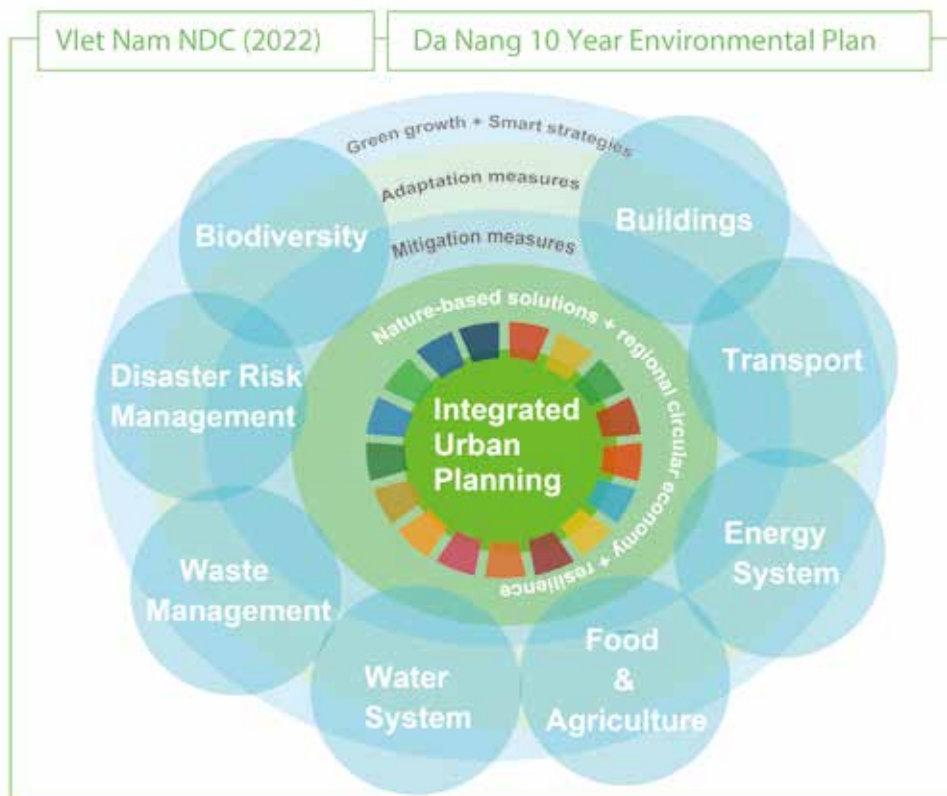 VIet Nam NDC (2022)
Da Nang 10 Year Environmental Plan
Green growth + Smart strategies
Adaptation measures
Mitigation measures
Nature-based solutions + regional circular economy + resilience
Integrated
Urban
Planning
Biodiversity
Buildings
Disaster Risk
Management
Transport
Waste
Management
Energy
System
Water
System
Food
&
Agriculture